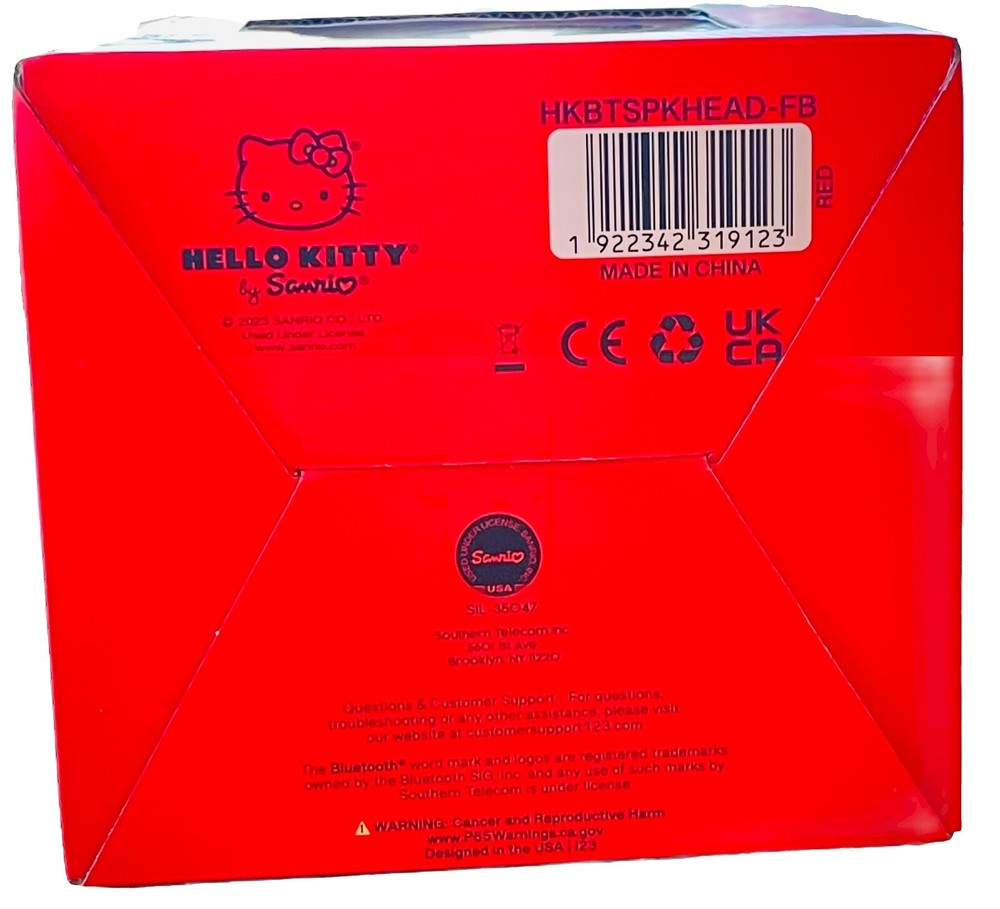 HKBTSPKHEAD-FB
RED
1 922342 319123
MADE IN CHINA
HELLO KITTY®
by Sanrio®
© 2023 SANRIO CO., LTD.
Used Under License
www.sanrio.com
CE
UK
CA
USED UNDER LICENSE SANRIO, INC.
Sanrio
USA
SIL-35047
Southern Telecom Inc
5601 1st Ave
Brooklyn NY 11220
Questions & Customer Support For questions,
troubleshooting or any other assistance, please visit
our website at customersupport123.com
The Bluetooth® word mark and logos are registered trademarks
owned by the Bluetooth SIG, Inc. and any use of such marks by
Southern Telecom is under license.
WARNING: Cancer and Reproductive Harm
- www.P65Warnings.ca.gov
Designed in the USA | 123